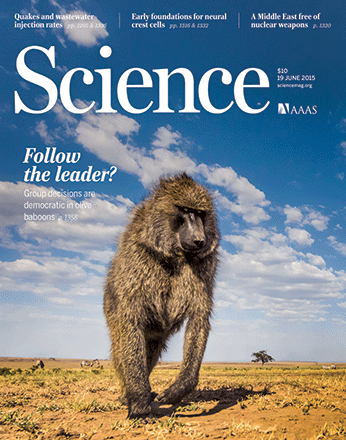 Quakes and wastewater
injection rates pp.
Early foundations for neural
crest cells pp. 1316 & 1332
A Middle East free of
nuclear weapons p. 1320
Science
$10
19 JUNE 2015
sciencemag.org
AAAS
Follow
the leader?
Group decisions are
democratic in olive
baboons p. 1358